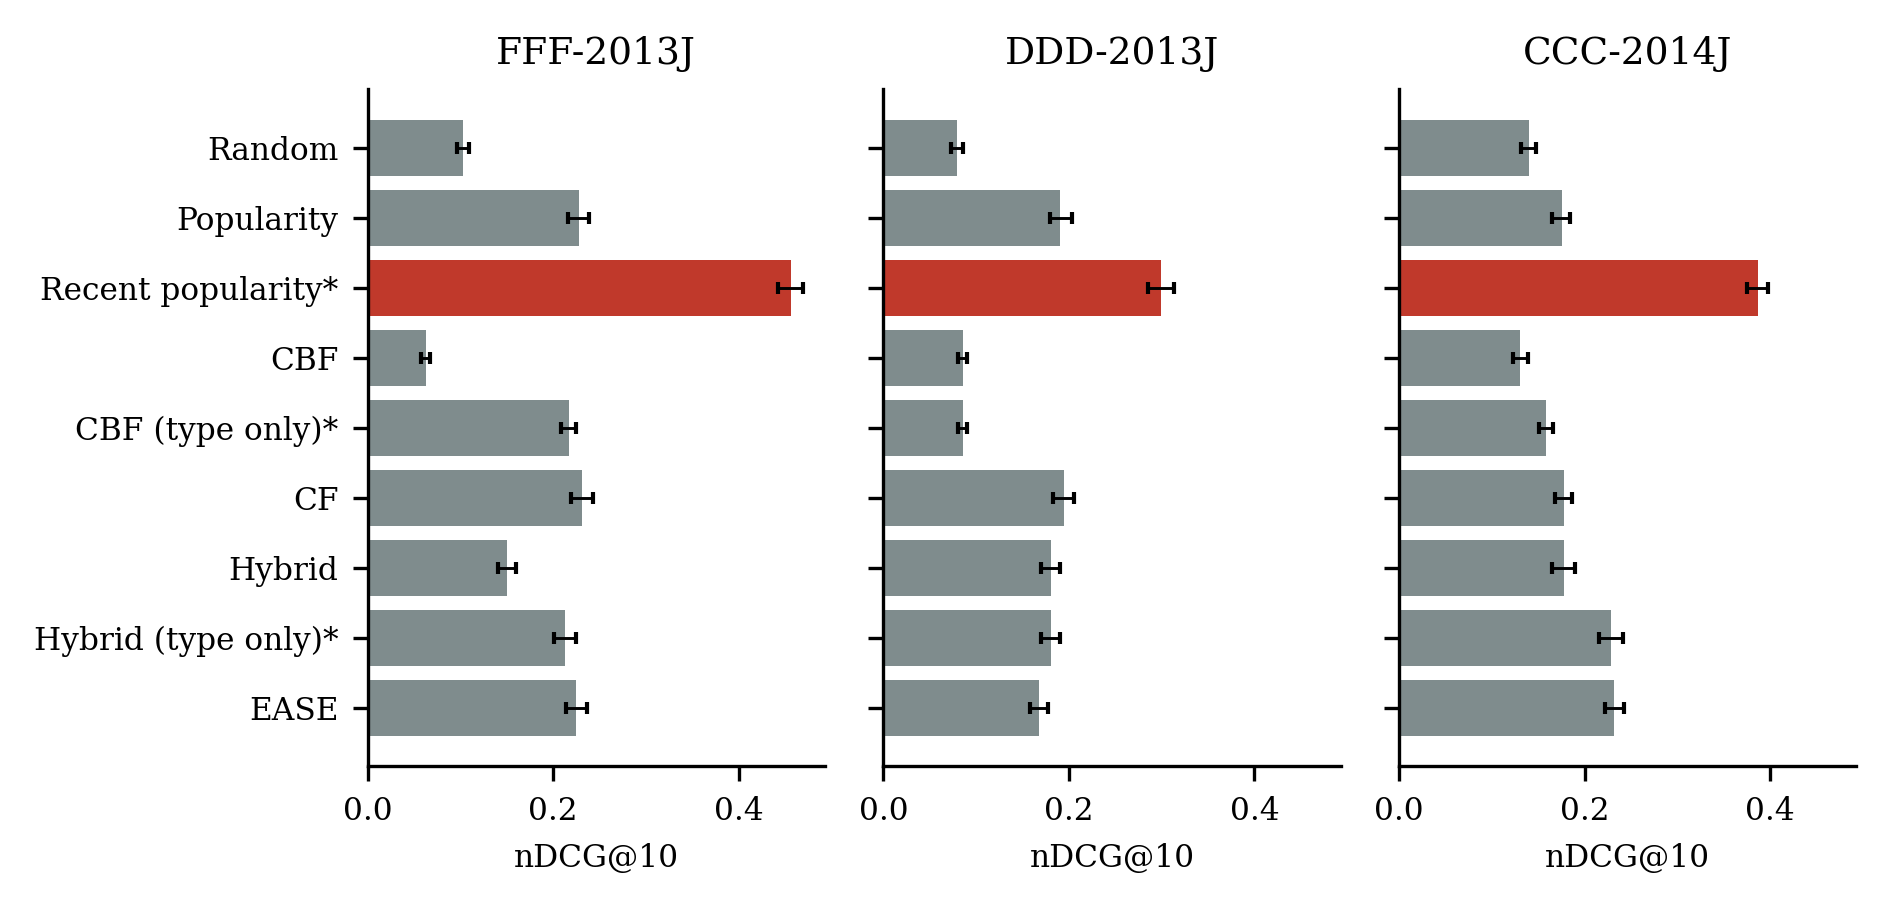 FFF-2013J
DDD-2013J
CCC-2014J
Random
Popularity
Recent popularity*
CBF
CBF (type only)*
CF
Hybrid
Hybrid (type only)*
EASE
0.0 0.2 0.4
0.0 0.2 0.4
0.0 0.2 0.4
nDCG@10
nDCG@10
nDCG@10